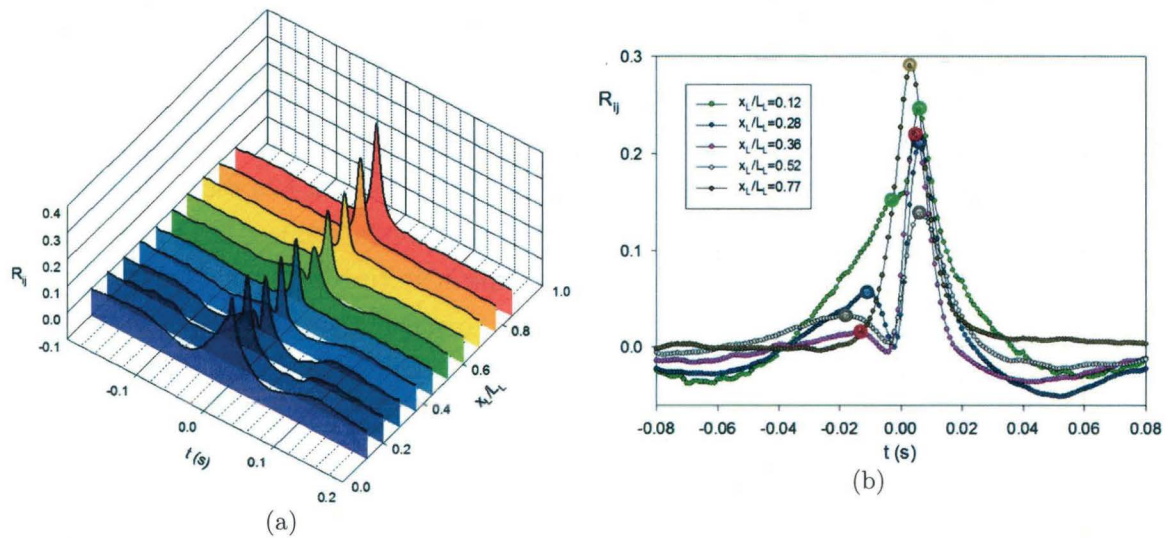 0.4
0.3
0.2
0.1
0.0
-0.1
R_ij
-0.1
0.0
0.1
0.2
t (s)
0.0
0.2
0.4
0.6
0.8
1.0
x_L/L_L
(a)
R_ij
0.3
0.2
0.1
0.0
x_L/L_L=0.12
x_L/L_L=0.28
x_L/L_L=0.36
x_L/L_L=0.52
x_L/L_L=0.77
-0.08 -0.06 -0.04 -0.02 0.00 0.02 0.04 0.06 0.08
t (s)
(b)